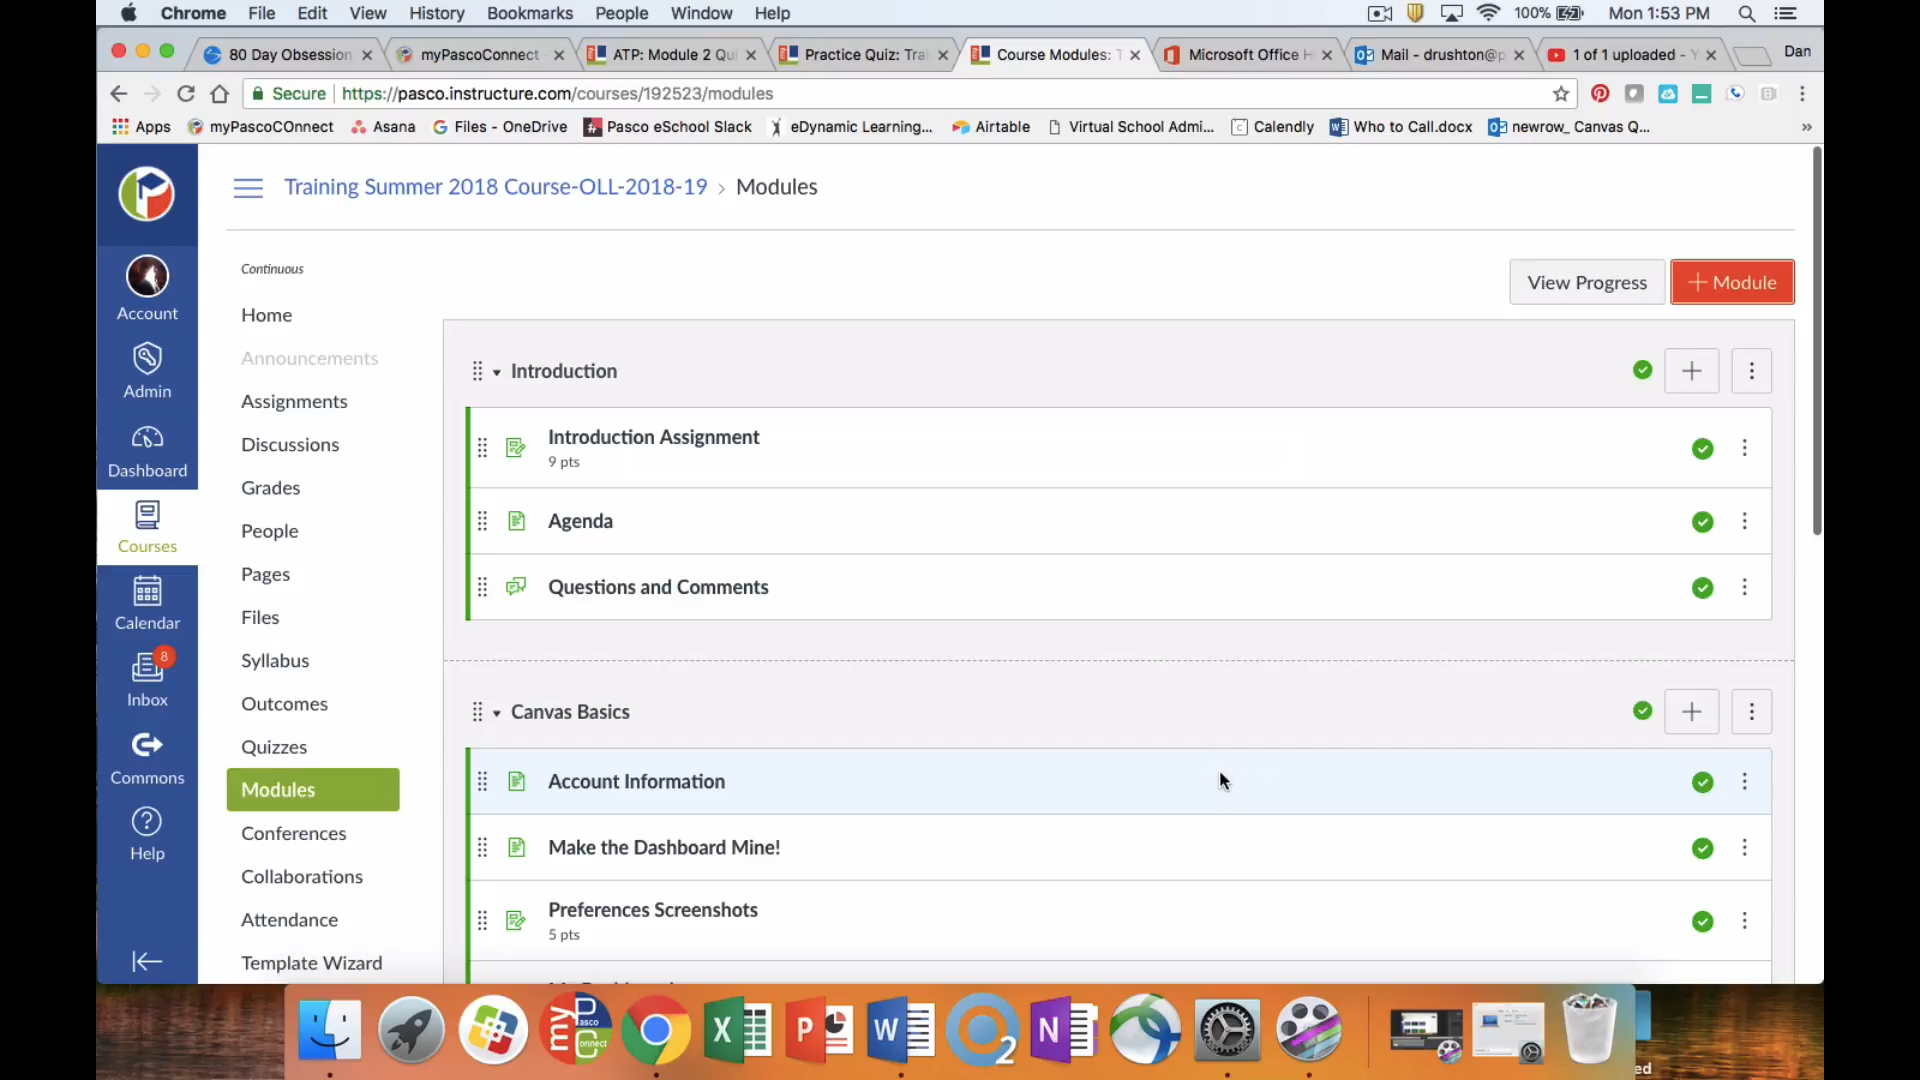 Chrome File Edit View History Bookmarks People Window Help 100% Mon 1:53 PM
80 Day Obsession myPascoConnect ATP: Module 2 Qui Practice Quiz: Trai Course Modules: T Microsoft Office H Mail - drushton@p 1 of 1 uploaded - Y Dan
Secure https://pasco.instructure.com/courses/192523/modules
Apps myPascoCOnnect Asana Files - OneDrive Pasco eSchool Slack eDynamic Learning... Airtable Virtual School Admi... Calendly Who to Call.docx newrow_ Canvas Q... »
Training Summer 2018 Course-OLL-2018-19 › Modules
Continuous
View Progress + Module
Home
Announcements
Assignments
Discussions
Grades
People
Pages
Files
Syllabus
Outcomes
Quizzes
Modules
Conferences
Collaborations
Attendance
Template Wizard
Account
Admin
Dashboard
Courses
Calendar
8
Inbox
Commons
Help
Introduction
Introduction Assignment
9 pts
Agenda
Questions and Comments
Canvas Basics
Account Information
Make the Dashboard Mine!
Preferences Screenshots
5 pts
my Pasco Connect
X P W 2 N
ed